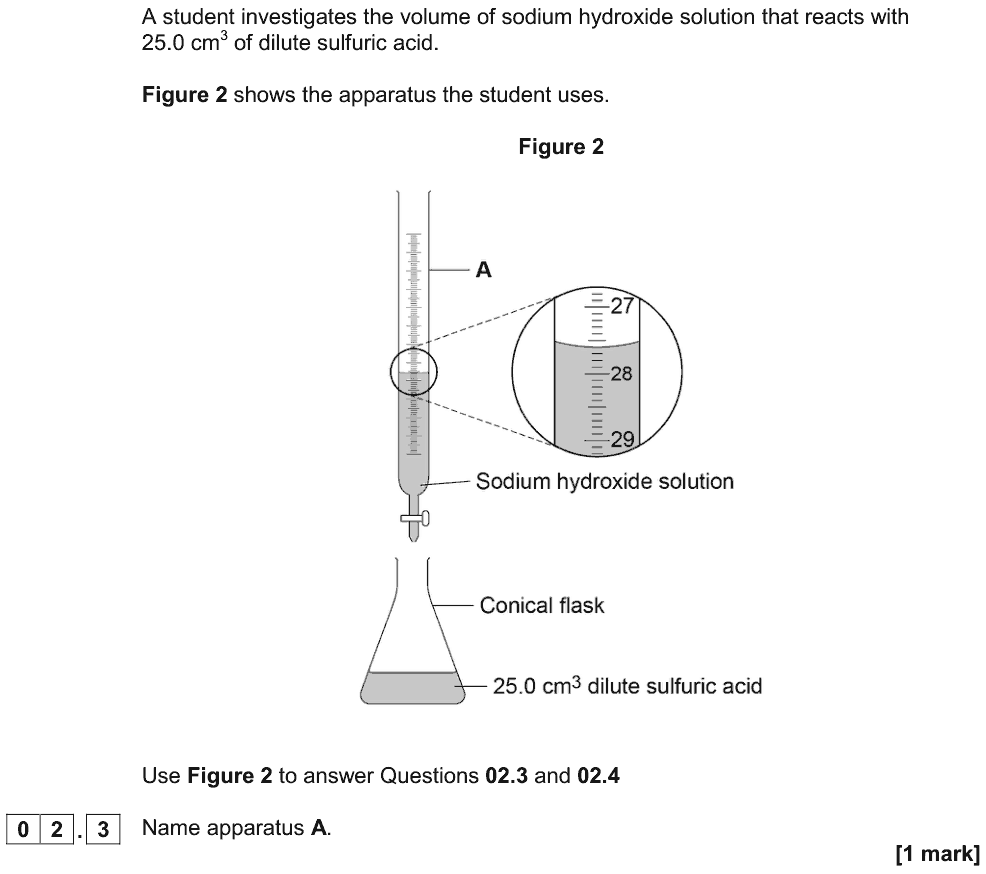 A student investigates the volume of sodium hydroxide solution that reacts with
25.0 cm³ of dilute sulfuric acid.
Figure 2 shows the apparatus the student uses.
Figure 2
A
27
28
29
Sodium hydroxide solution
Conical flask
25.0 cm³ dilute sulfuric acid
Use Figure 2 to answer Questions 02.3 and 02.4
0 2 . 3 Name apparatus A.
[1 mark]